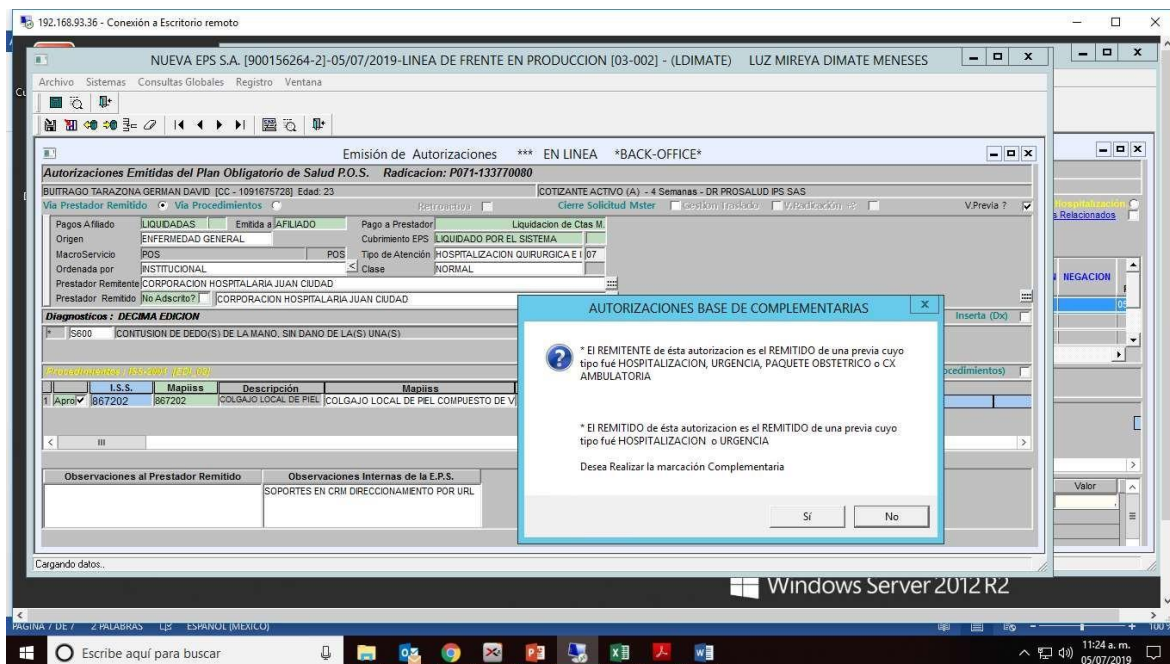 192.168.93.36 - Conexión a Escritorio remoto
NUEVA EPS S.A. [900156264-2]-05/07/2019-LINEA DE FRENTE EN PRODUCCION [03-002] - (LDIMATE) LUZ MIREYA DIMATE MENESES
Archivo Sistemas Consultas Globales Registro Ventana
Emisión de Autorizaciones *** EN LINEA *BACK-OFFICE*
Autorizaciones Emitidas del Plan Obligatorio de Salud P.O.S. Radicacion: P071-133770080
BUITRAGO TARAZONA GERMAN DAVID [CC - 1091675728] Edad: 23 COTIZANTE ACTIVO (A) - 4 Semanas - DR PROSALUD IPS SAS
Via Prestador Remitido Via Procedimientos Retroactiva Cierre Solicitud Mster Gestion Traslado V.Previa ?
Hospitalización
s Relacionados
Pagos Afiliado LIQUIDADAS Emitida a AFILIADO Pago a Prestador Liquidacion de Ctas M.
Origen ENFERMEDAD GENERAL Cubrimiento EPS LIQUIDADO POR EL SISTEMA
MacroServicio POS POS Tipo de Atención HOSPITALIZACION QUIRURGICA E I 07
Ordenada por INSTITUCIONAL < Clase NORMAL
NEGACION
Prestador Remitente CORPORACION HOSPITALARIA JUAN CIUDAD
Prestador Remitido No Adscrito? CORPORACION HOSPITALARIA JUAN CIUDAD
Diagnosticos : DECIMA EDICION Inserta (Dx)
* S600 CONTUSION DE DEDO(S) DE LA MANO, SIN DANO DE LA(S) UNA(S)
ocedimientos)
I.S.S. Mapiiss Descripción Mapiiss
1 Apro 867202 867202 COLGAJO LOCAL DE PIEL COLGAJO LOCAL DE PIEL COMPUESTO DE V
Observaciones al Prestador Remitido Observaciones Internas de la E.P.S.
SOPORTES EN CRM DIRECCIONAMIENTO POR URL
Valor
AUTORIZACIONES BASE DE COMPLEMENTARIAS
* El REMITENTE de ésta autorizacion es el REMITIDO de una previa cuyo
tipo fué HOSPITALIZACION, URGENCIA, PAQUETE OBSTETRICO o CX
AMBULATORIA
* El REMITIDO de ésta autorizacion es el REMITIDO de una previa cuyo
tipo fué HOSPITALIZACION o URGENCIA
Desea Realizar la marcación Complementaria
Sí No
Cargando datos..
Windows Server 2012 R2
PÁGINA 7 DE 7 2 PALABRAS ESPAÑOL (MÉXICO) 100
Escribe aquí para buscar
11:24 a. m.
05/07/2019